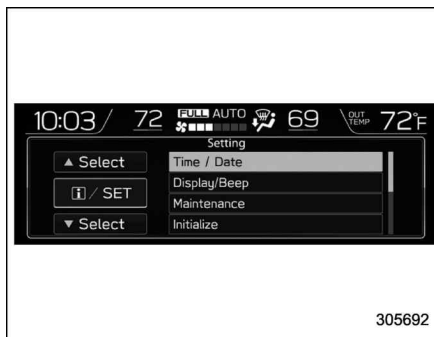 10:03 72 FULL AUTO 69 OUT TEMP 72°F
Setting
▲ Select
Time / Date
i / SET
Display/Beep
Maintenance
▼ Select
Initialize
305692